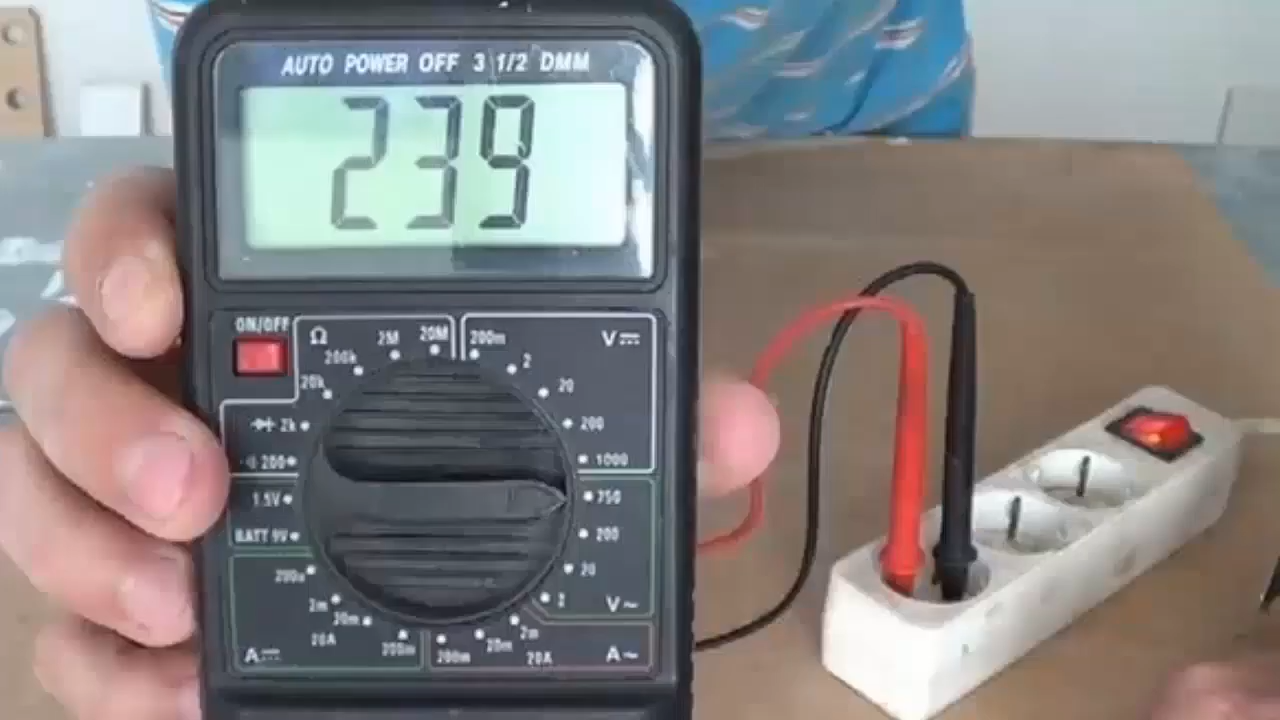 AUTO POWER OFF 3 1/2 DMM
239
ON/OFF
Ω
2M
20M
200m
V⎓
200k
2
20k
20
2k
200
200
1000
1.5V
750
BATT 9V
200
200u
20
2m
2
V~
20m
2m
20A
200m
200m
20m
20A
A⎓
A~